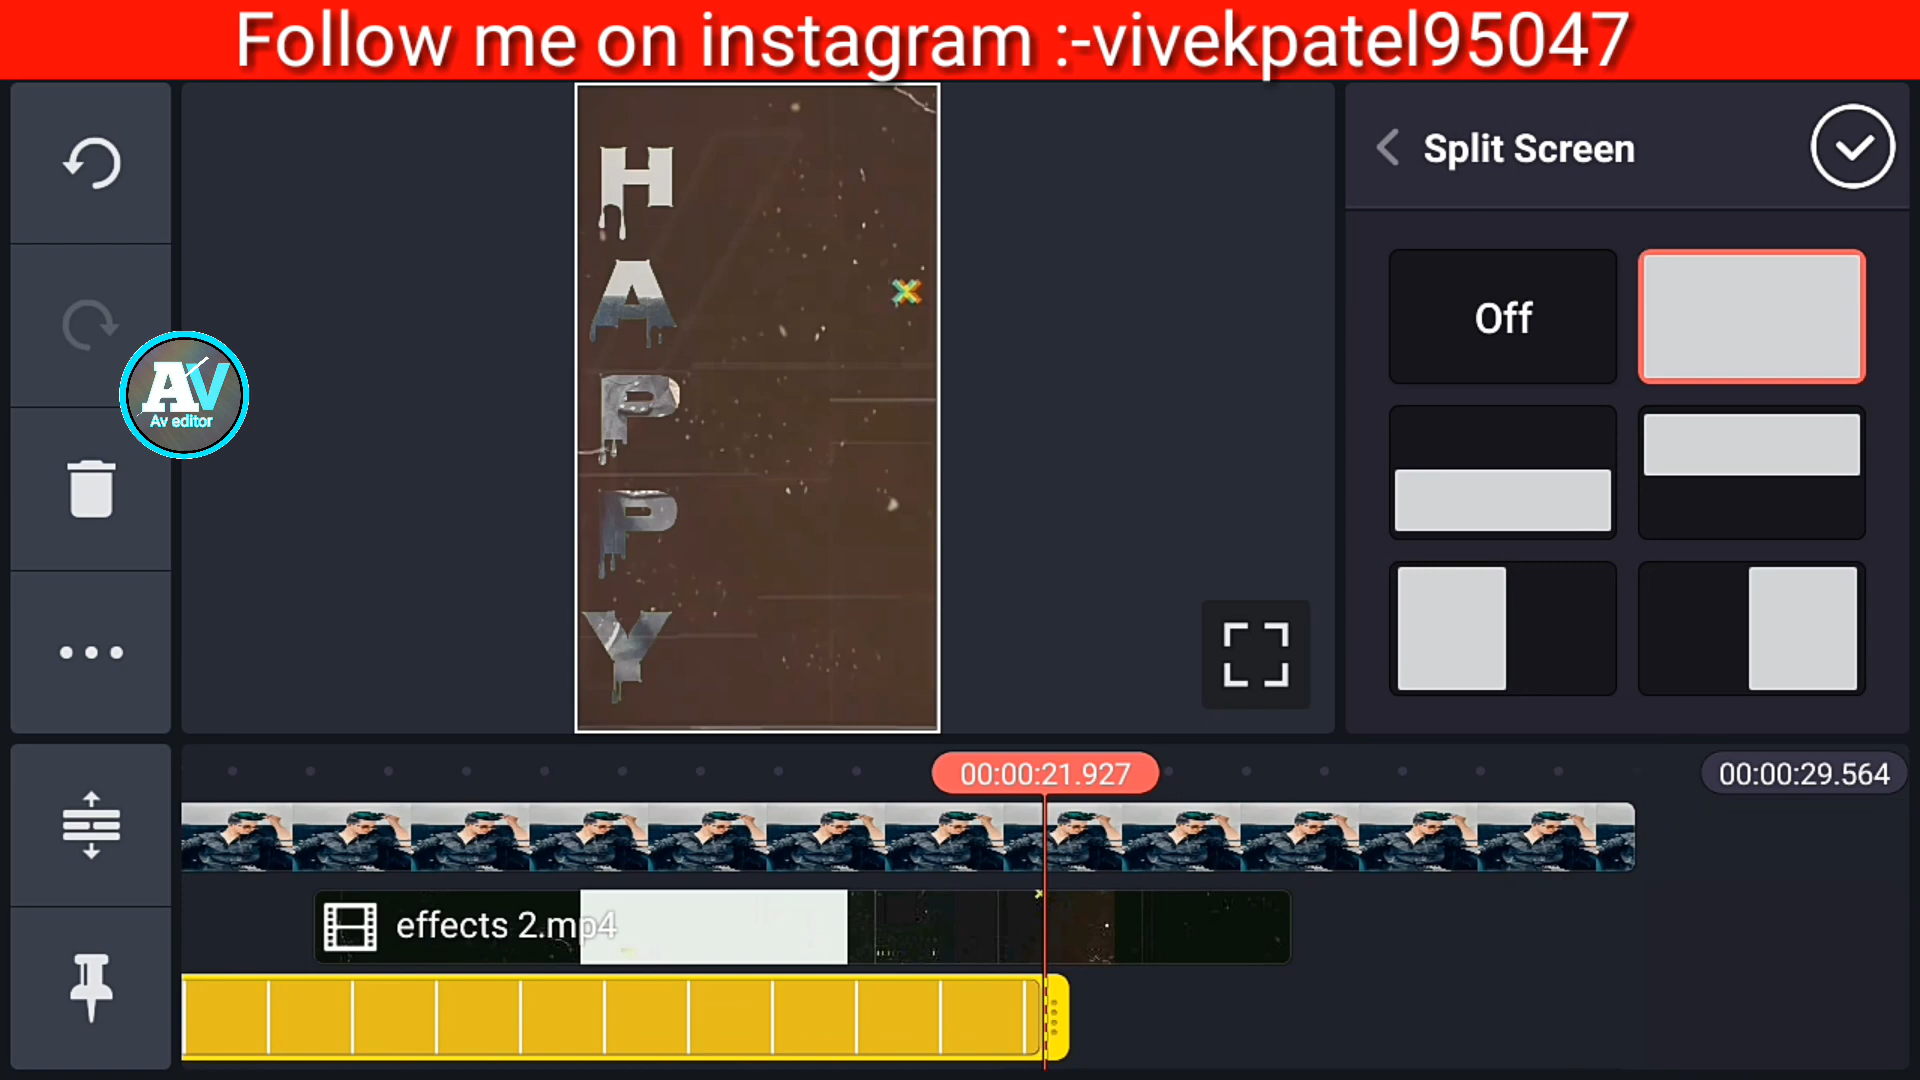 Follow me on instagram :-vivekpatel95047
Split Screen
Off
H
A
P
P
Y
AV
Av editor
00:00:21.927
00:00:29.564
effects 2.mp4